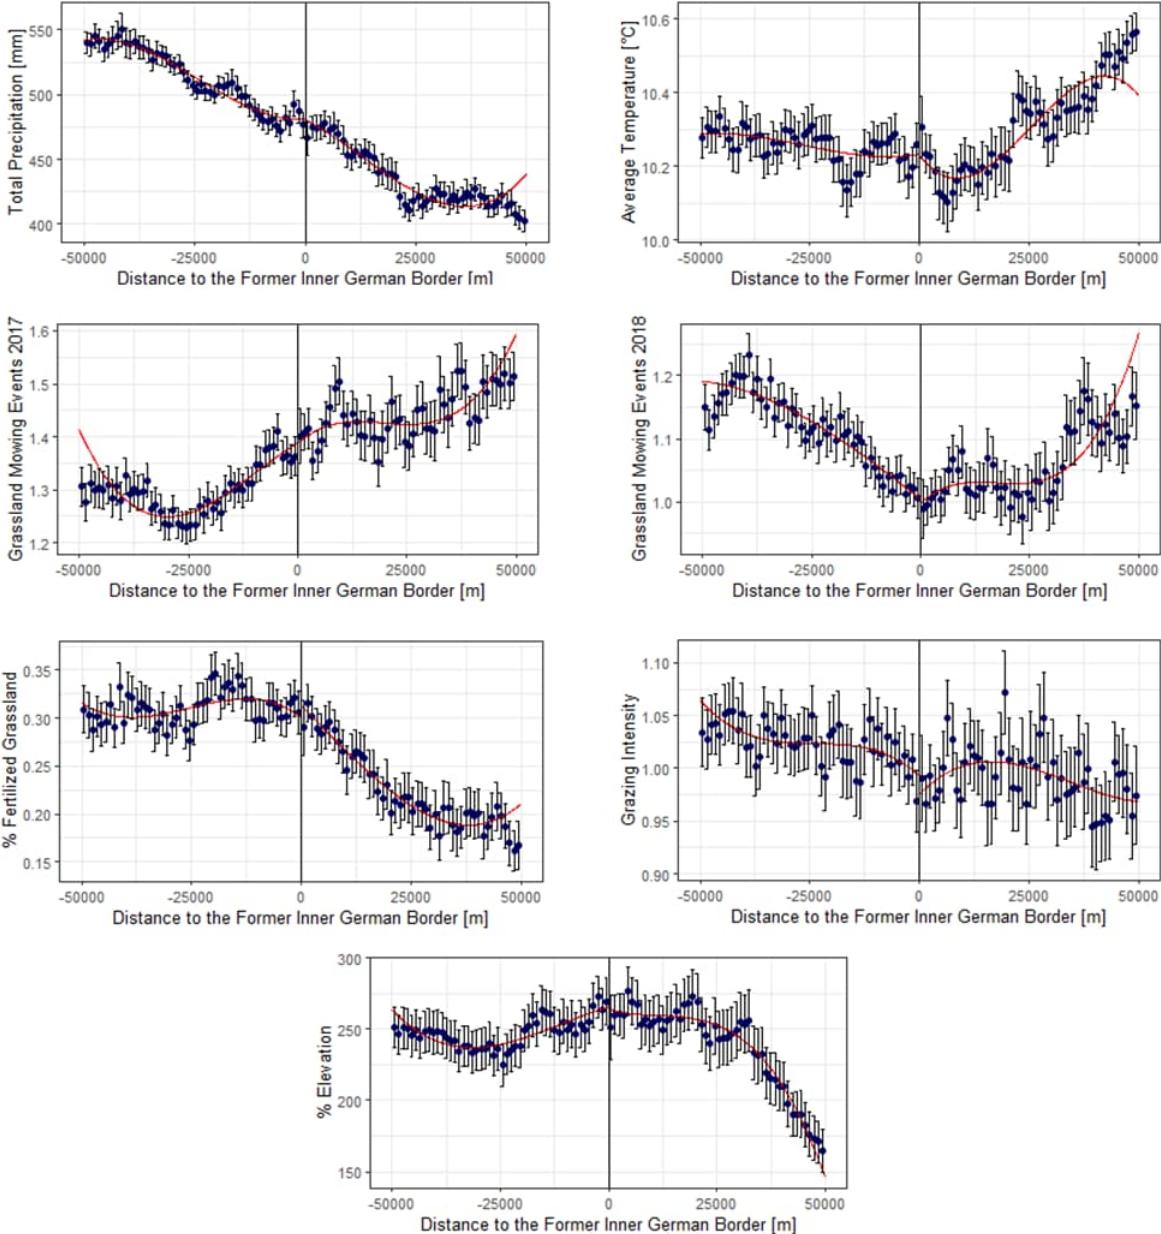 Total Precipitation [mm]
550
500
450
400
-50000 -25000 0 25000 50000
Distance to the Former Inner German Border [m]
Average Temperature [°C]
10.6
10.4
10.2
10.0
-50000 -25000 0 25000 50000
Distance to the Former Inner German Border [m]
Grassland Mowing Events 2017
1.6
1.5
1.4
1.3
1.2
-50000 -25000 0 25000 50000
Distance to the Former Inner German Border [m]
Grassland Mowing Events 2018
1.2
1.1
1.0
-50000 -25000 0 25000 50000
Distance to the Former Inner German Border [m]
% Fertilized Grassland
0.35
0.30
0.25
0.20
0.15
-50000 -25000 0 25000 50000
Distance to the Former Inner German Border [m]
Grazing Intensity
1.10
1.05
1.00
0.95
0.90
-50000 -25000 0 25000 50000
Distance to the Former Inner German Border [m]
% Elevation
300
250
200
150
-50000 -25000 0 25000 50000
Distance to the Former Inner German Border [m]